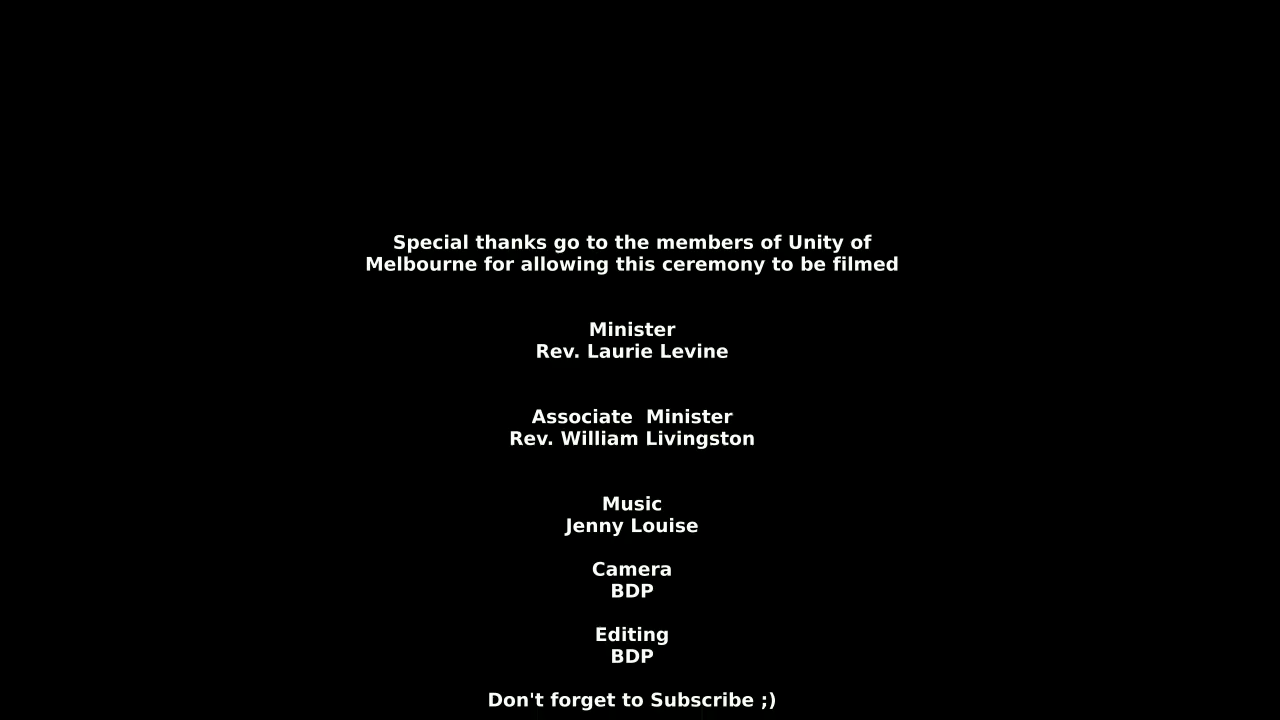 Special thanks go to the members of Unity of
Melbourne for allowing this ceremony to be filmed
Minister
Rev. Laurie Levine
Associate  Minister
Rev. William Livingston
Music
Jenny Louise
Camera
BDP
Editing
BDP
Don't forget to Subscribe ;)